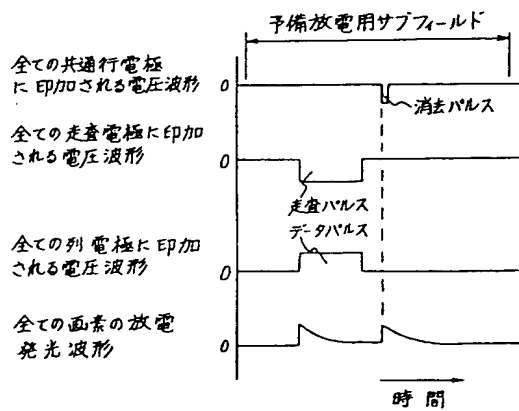 予備放電用サブフィールド
全ての共通行電極
に印加される電圧波形
0
消去パルス
全ての走査電極に印加
される電圧波形
0
走査パルス
データパルス
全ての列電極に印加
される電圧波形
0
全ての画素の放電
発光波形
0
時間